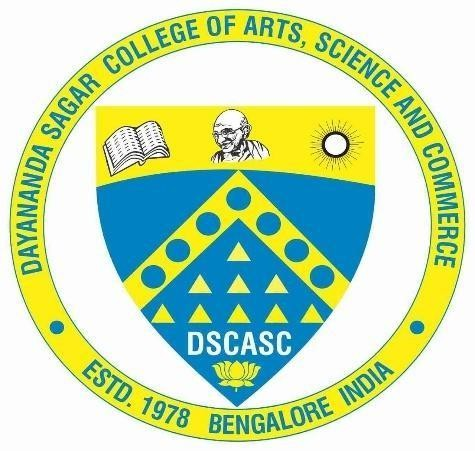 DAYANANDA SAGAR COLLEGE OF ARTS, SCIENCE AND COMMERCE
DSCASC
ESTD. 1978 BENGALORE INDIA